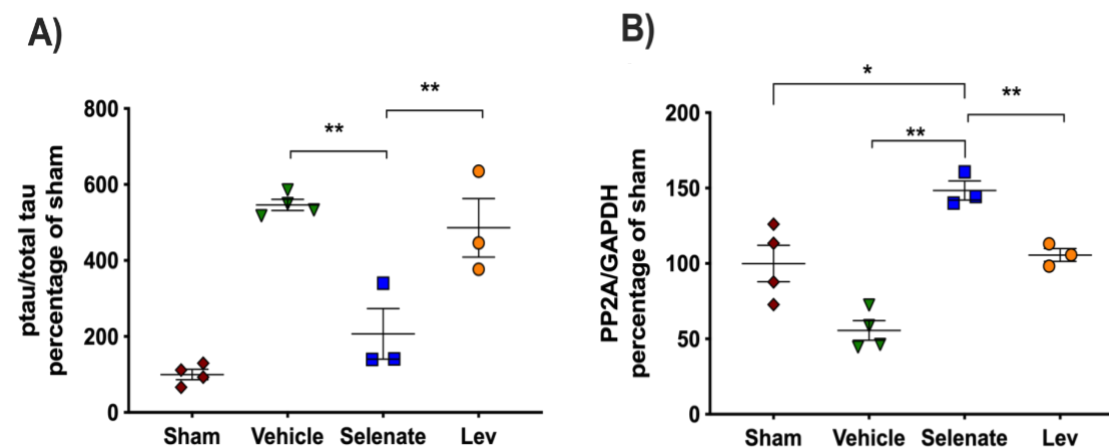 A)
ptau/total tau
percentage of sham
800
600
400
200
0
**
**
Sham Vehicle Selenate Lev
B)
PP2A/GAPDH
percentage of sham
200
150
100
50
0
*
**
**
Sham Vehicle Selenate Lev